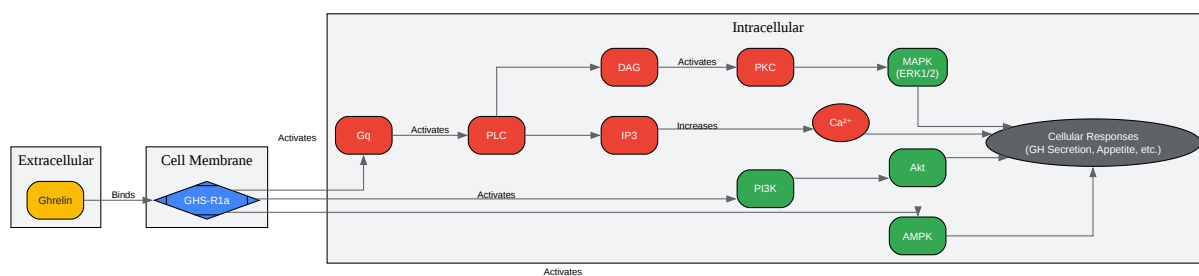 Intracellular
DAG
Activates
PKC
MAPK
(ERK1/2)
Activates
Gq
Activates
PLC
IP3
Increases
Ca²⁺
Cellular Responses
(GH Secretion, Appetite, etc.)
Extracellular
Ghrelin
Binds
Cell Membrane
GHS-R1a
Activates
PI3K
Akt
AMPK
Activates